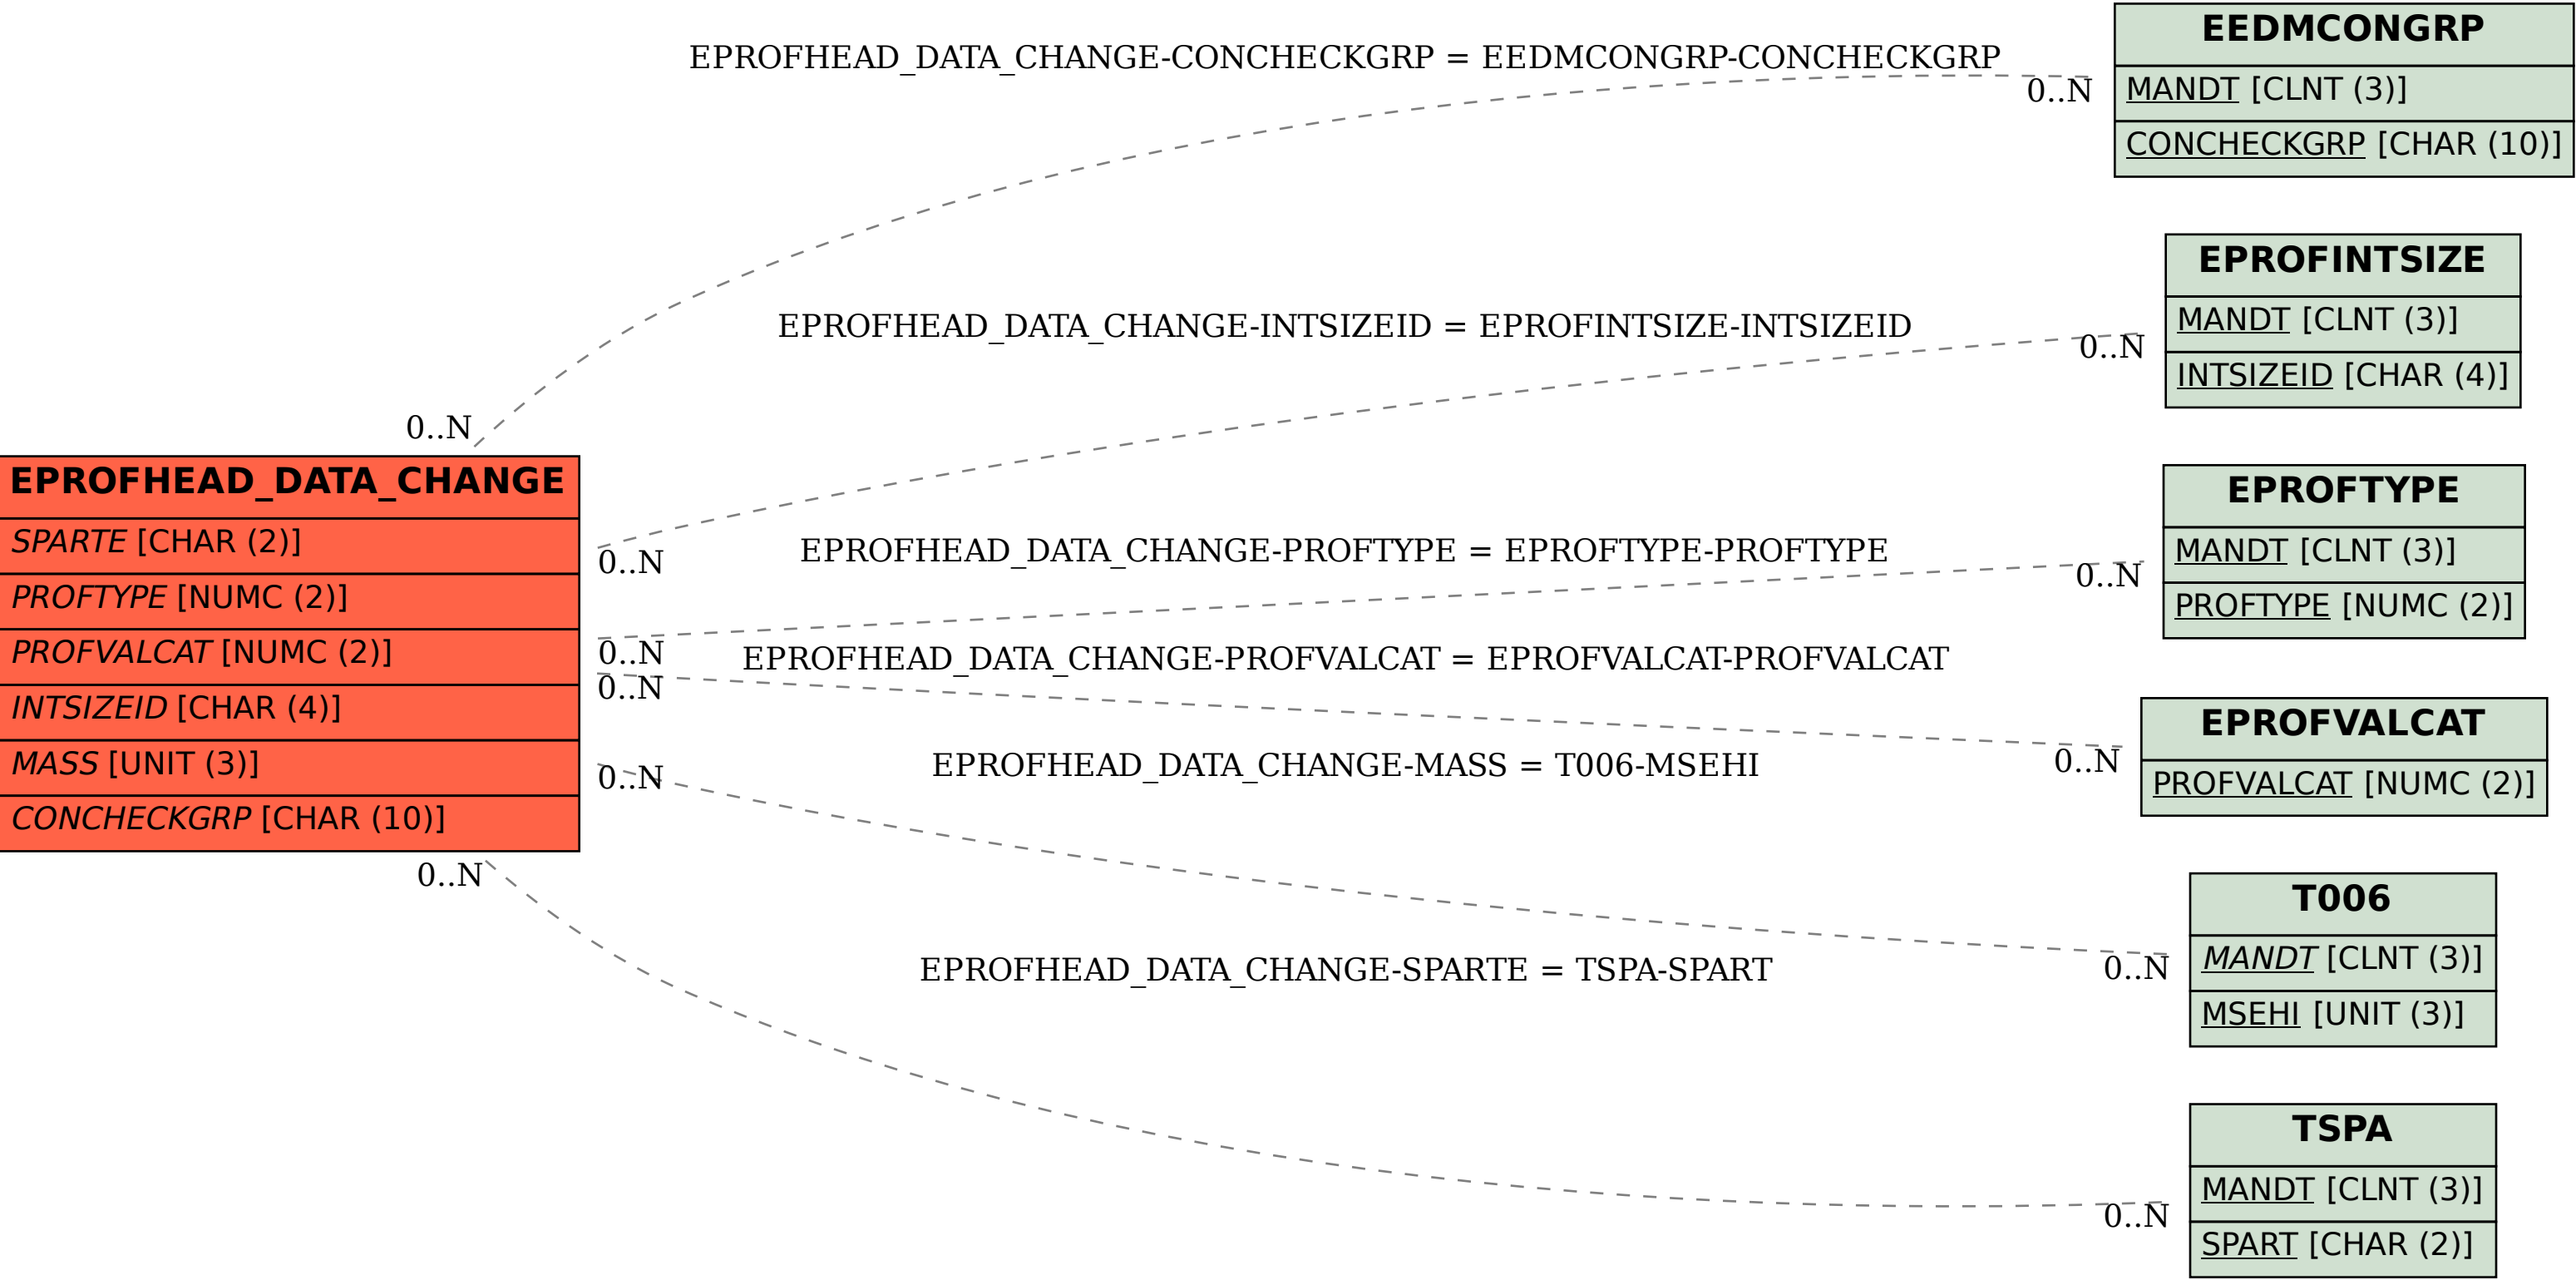 EPROFHEAD_DATA_CHANGE
SPARTE [CHAR (2)]
PROFTYPE [NUMC (2)]
PROFVALCAT [NUMC (2)]
INTSIZEID [CHAR (4)]
MASS [UNIT (3)]
CONCHECKGRP [CHAR (10)]
EPROFHEAD_DATA_CHANGE-CONCHECKGRP = EEDMCONGRP-CONCHECKGRP
0..N
0..N
EEDMCONGRP
MANDT [CLNT (3)]
CONCHECKGRP [CHAR (10)]
EPROFHEAD_DATA_CHANGE-INTSIZEID = EPROFINTSIZE-INTSIZEID
0..N
0..N
EPROFINTSIZE
MANDT [CLNT (3)]
INTSIZEID [CHAR (4)]
EPROFHEAD_DATA_CHANGE-PROFTYPE = EPROFTYPE-PROFTYPE
0..N
0..N
EPROFTYPE
MANDT [CLNT (3)]
PROFTYPE [NUMC (2)]
EPROFHEAD_DATA_CHANGE-PROFVALCAT = EPROFVALCAT-PROFVALCAT
0..N
0..N
EPROFVALCAT
PROFVALCAT [NUMC (2)]
EPROFHEAD_DATA_CHANGE-MASS = T006-MSEHI
0..N
0..N
T006
MANDT [CLNT (3)]
MSEHI [UNIT (3)]
EPROFHEAD_DATA_CHANGE-SPARTE = TSPA-SPART
0..N
0..N
TSPA
MANDT [CLNT (3)]
SPART [CHAR (2)]